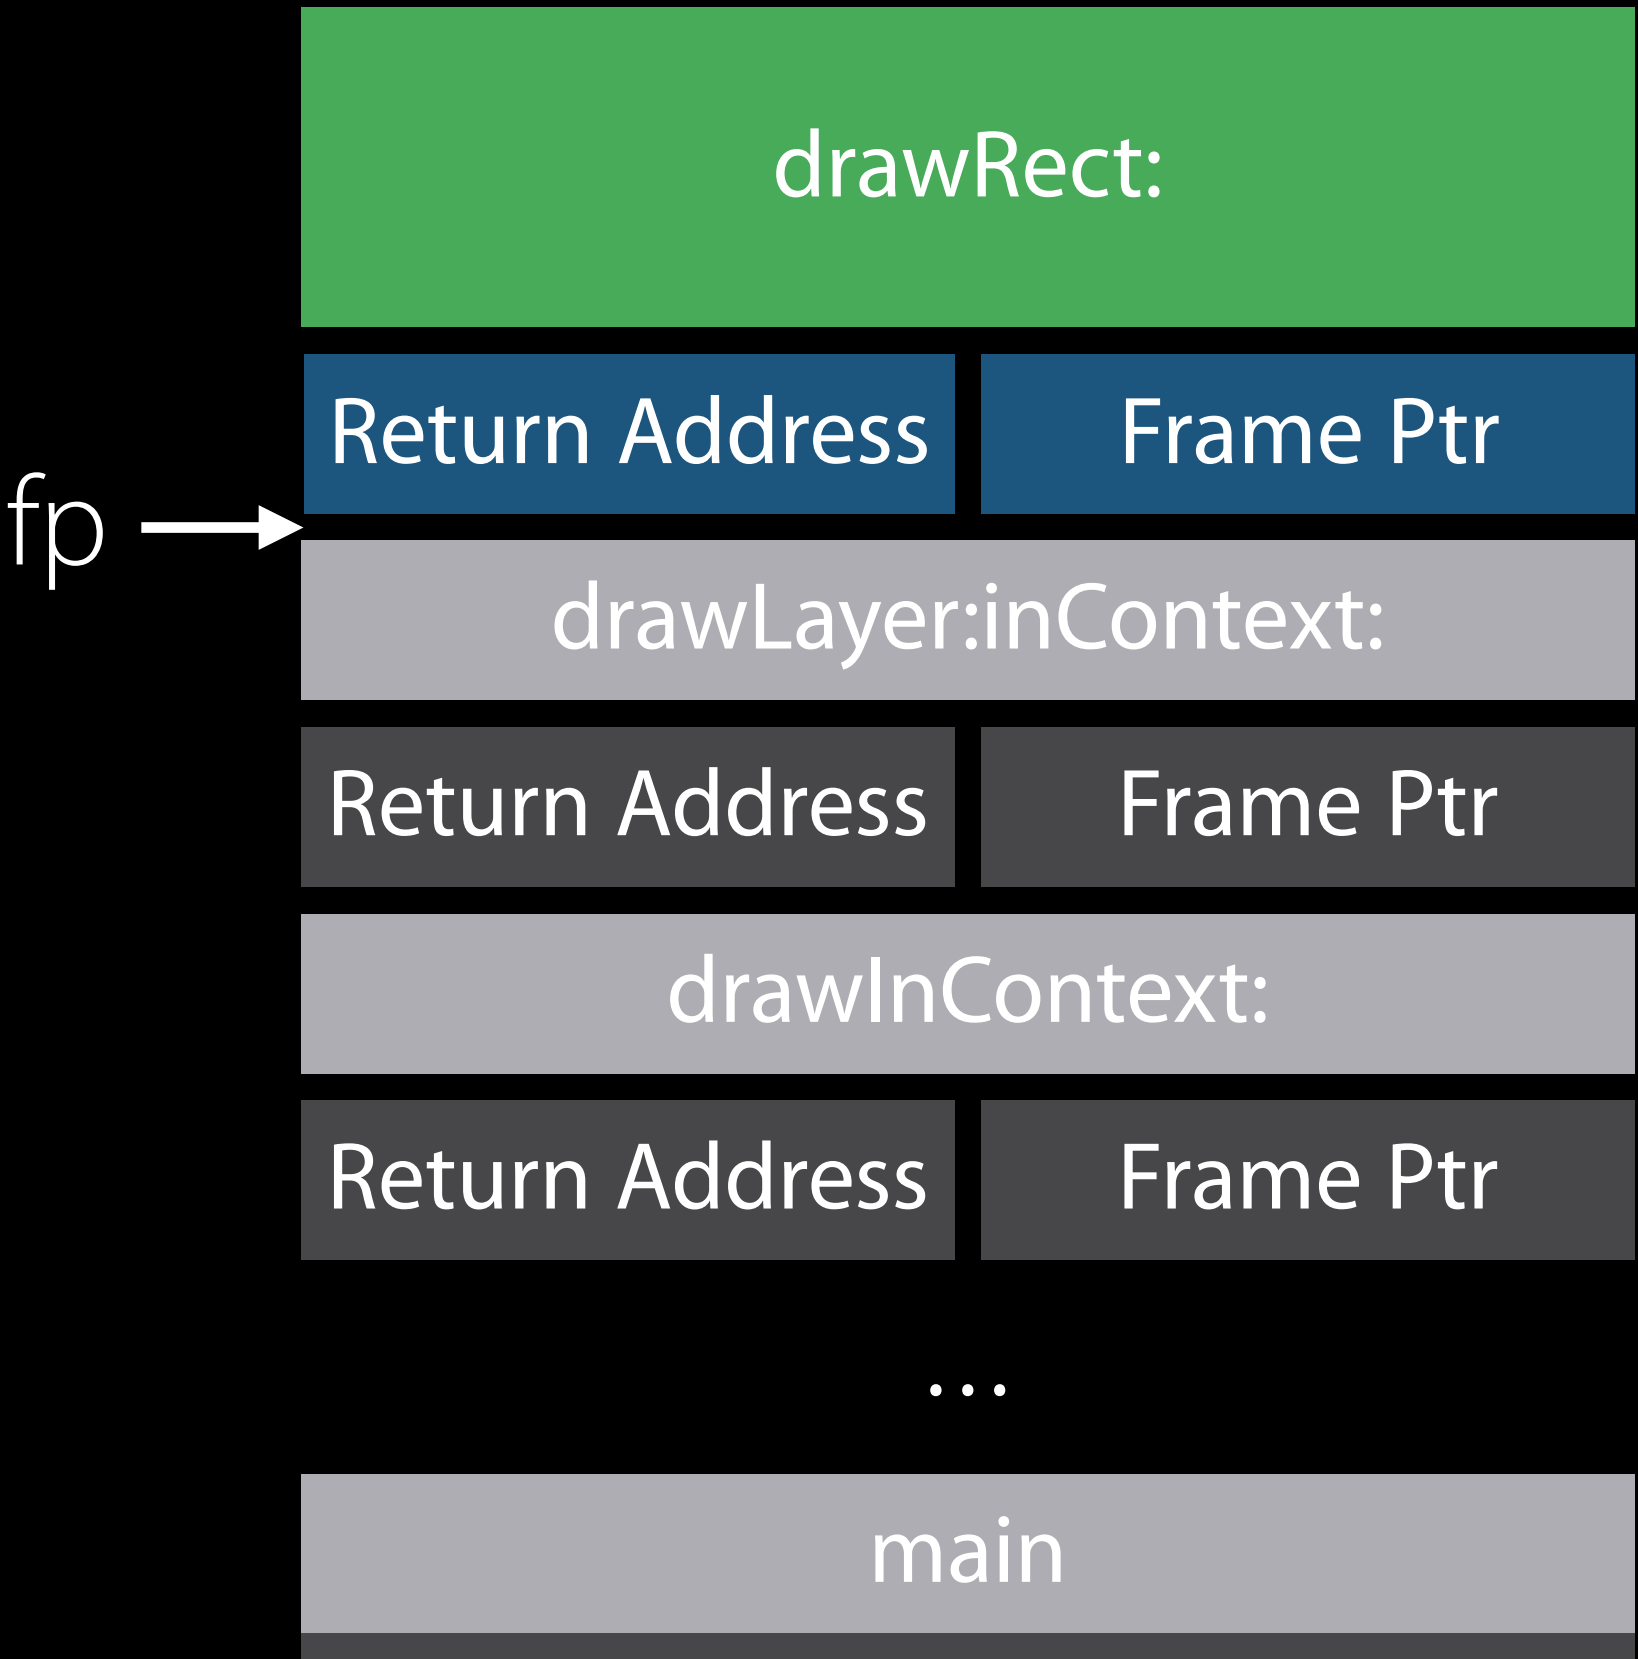 drawRect:
Return Address Frame Ptr
fp
drawLayer:inContext:
Return Address Frame Ptr
drawInContext:
Return Address Frame Ptr
...
main